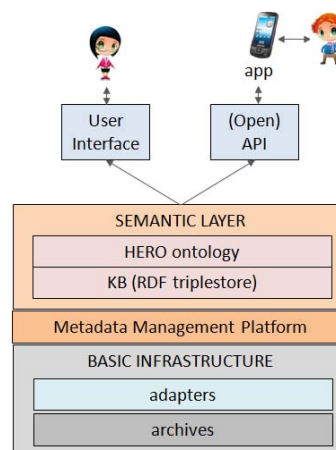 app
User
Interface
(Open)
API
SEMANTIC LAYER
HERO ontology
KB (RDF triplestore)
Metadata Management Platform
BASIC INFRASTRUCTURE
adapters
archives